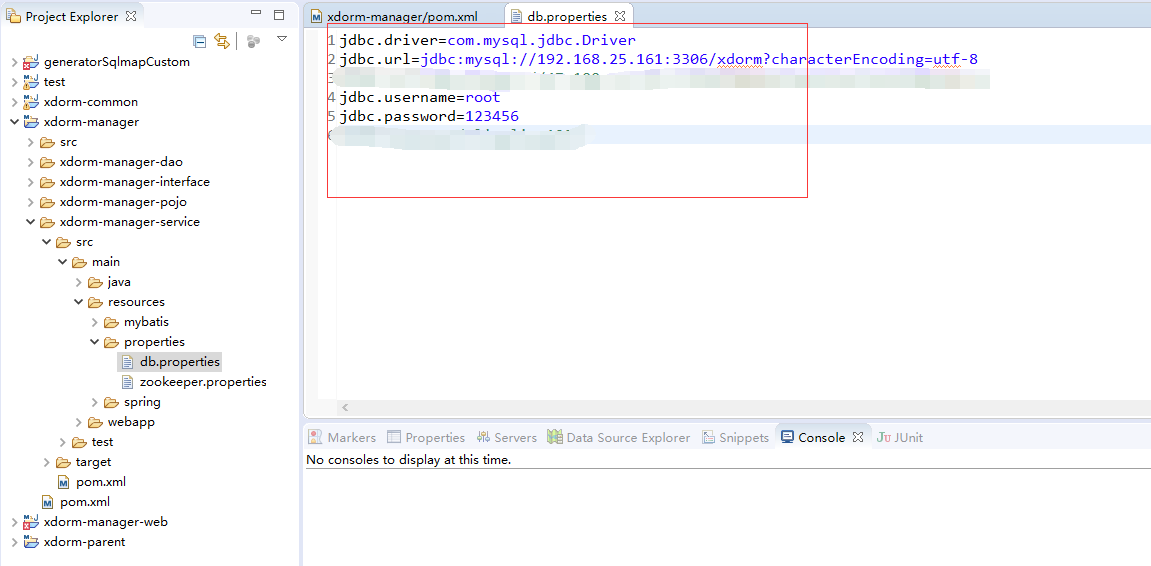 Project Explorer
generatorSqlmapCustom
test
xdorm-common
xdorm-manager
src
xdorm-manager-dao
xdorm-manager-interface
xdorm-manager-pojo
xdorm-manager-service
src
main
java
resources
mybatis
properties
db.properties
zookeeper.properties
spring
webapp
test
target
pom.xml
pom.xml
xdorm-manager-web
xdorm-parent
xdorm-manager/pom.xml db.properties
1 jdbc.driver=com.mysql.jdbc.Driver
2 jdbc.url=jdbc:mysql://192.168.25.161:3306/xdorm?characterEncoding=utf-8
4 jdbc.username=root
5 jdbc.password=123456
Markers Properties Servers Data Source Explorer Snippets Console JUnit
No consoles to display at this time.